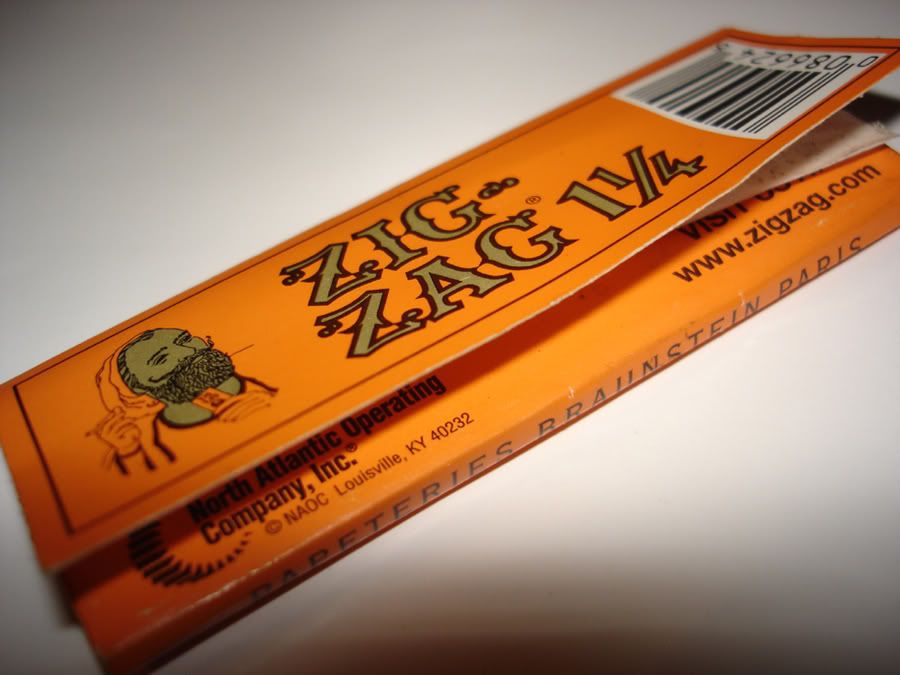 ZIG-
ZAG® 1¼
www.zigzag.com
North Atlantic Operating
Company, Inc.®
© NAOC Louisville, KY 40232
PAPETERIES BRAUNSTEIN PARIS